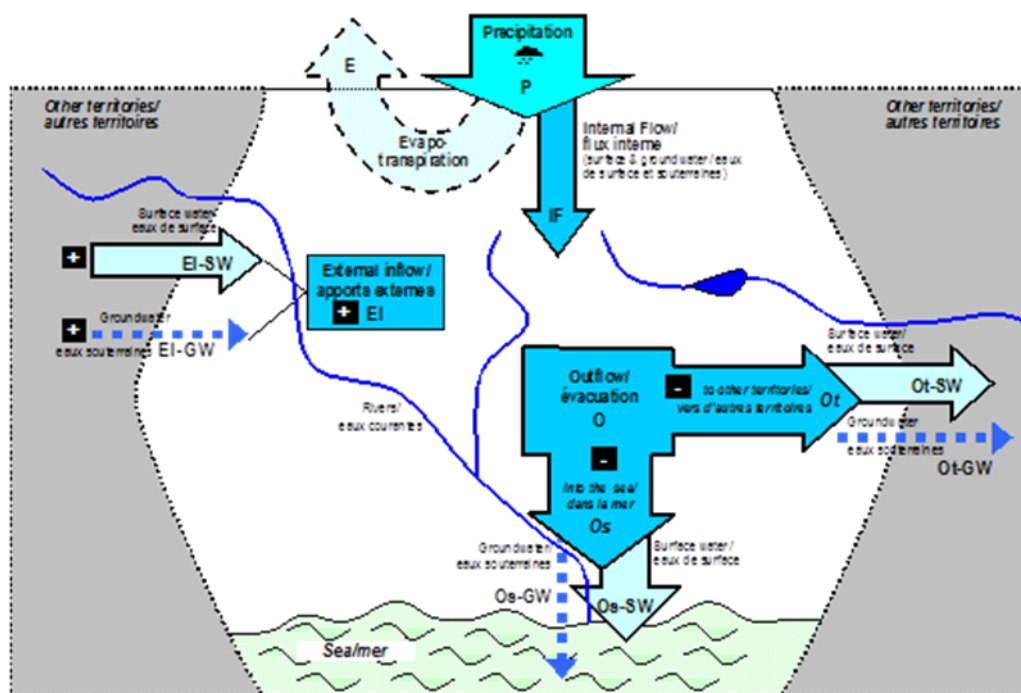 Precipitation
P
E
Evapo-
transpiration
Other territories/
autres territoires
Other territories/
autres territoires
Internal Flow/
flux interne
(surface & groundwater/eaux
de surface et souterraines)
IF
Surface water/
eaux de surface
+
EI-SW
External inflow/
apports externes
+ EI
+
Groundwater
eaux souterraines
EI-GW
Rivers/
eaux courantes
Surface water/
eaux de surface
Outflow/
évacuation
O
-
to other territories/
vers d'autres territoires
Ot
Ot-SW
Groundwater
eaux souterraines
Ot-GW
-
Into the sea/
dans la mer
Os
Groundwater/
eaux souterraines
Os-GW
Surface water/
eaux de surface
Os-SW
Sea/mer